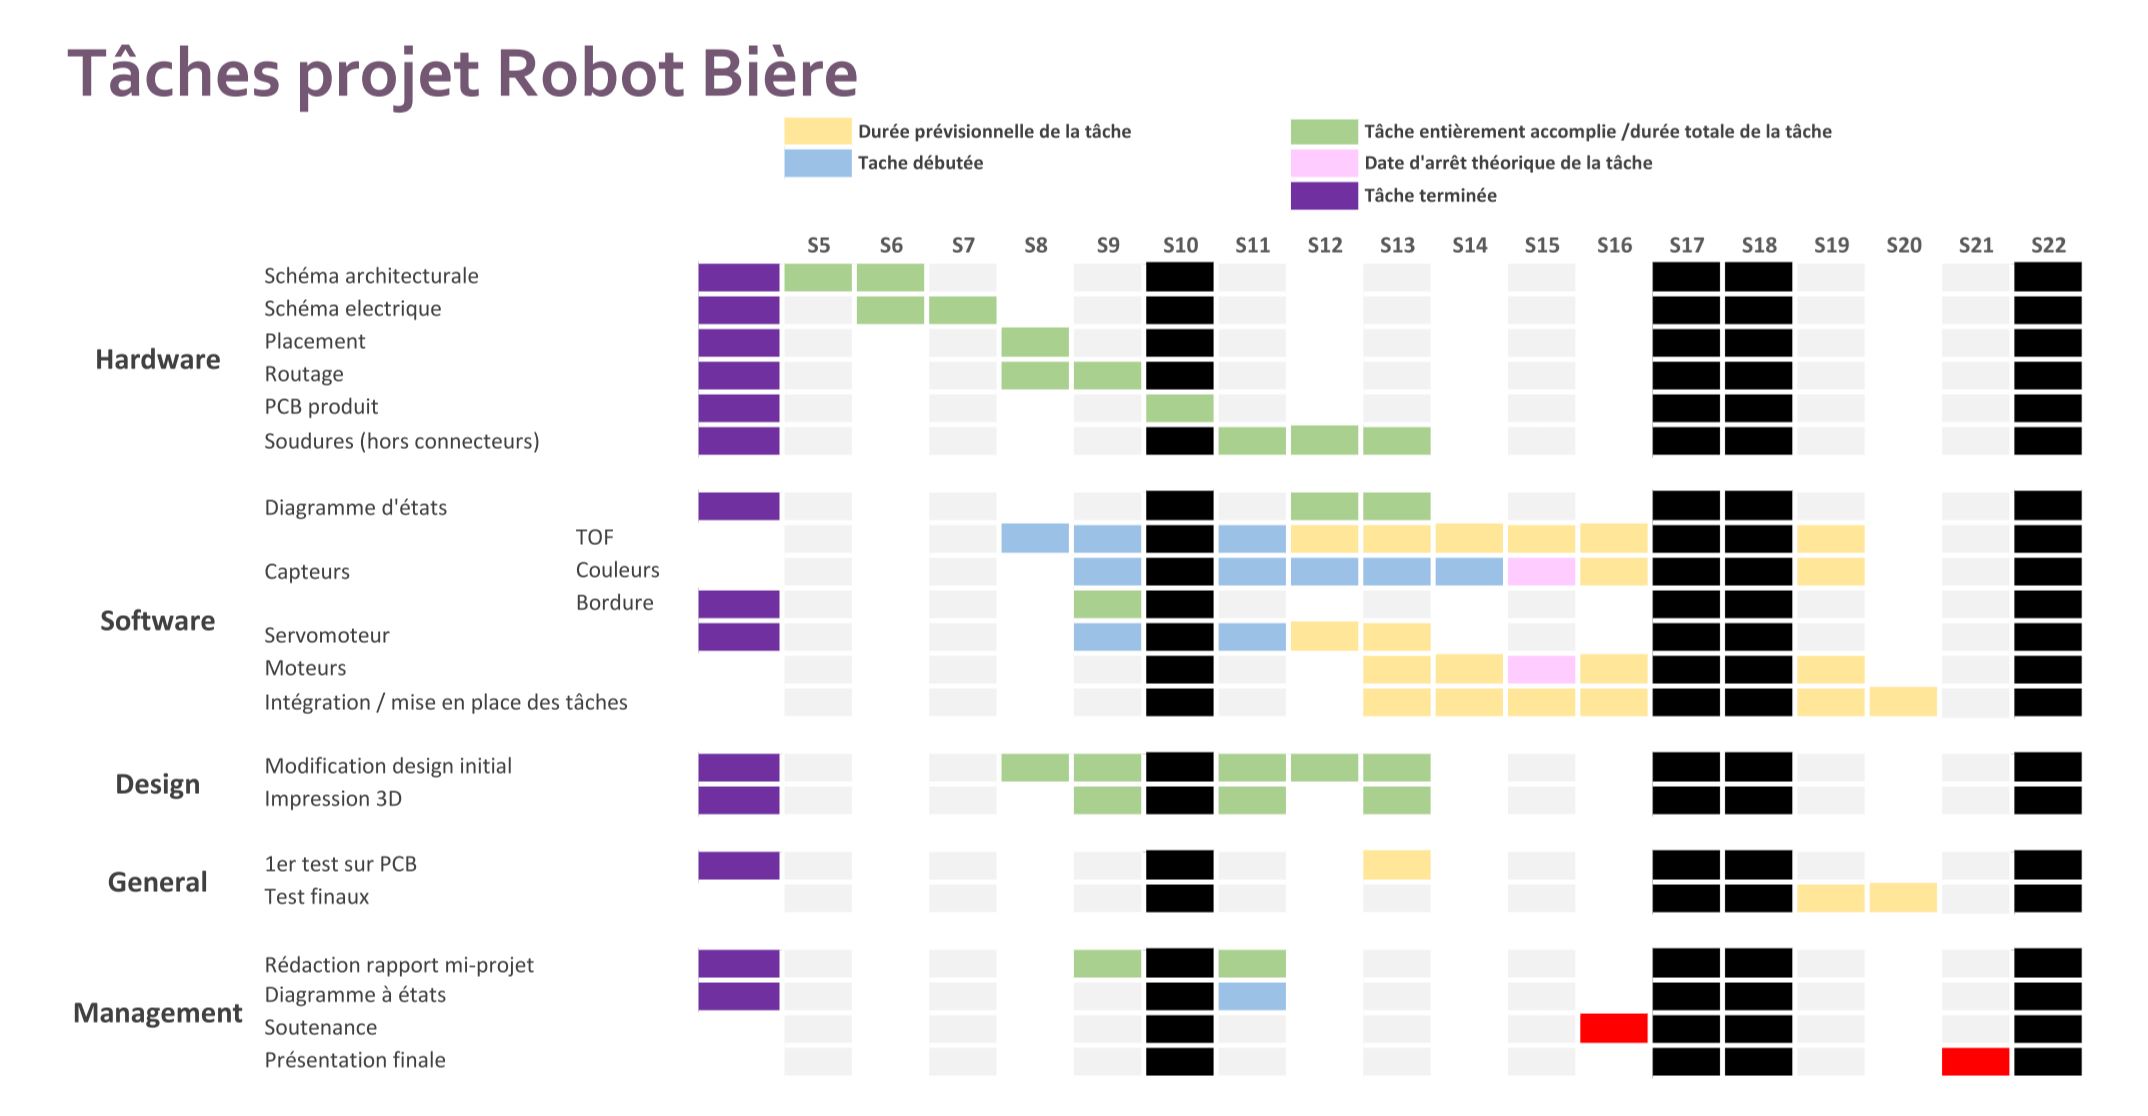 Tâches projet Robot Bière
Durée prévisionnelle de la tâche
Tâche entièrement accomplie /durée totale de la tâche
Tache débutée
Date d'arrêt théorique de la tâche
Tâche terminée
S5 S6 S7 S8 S9 S10 S11 S12 S13 S14 S15 S16 S17 S18 S19 S20 S21 S22
Hardware
Schéma architecturale
Schéma electrique
Placement
Routage
PCB produit
Soudures (hors connecteurs)
Software
Diagramme d'états
Capteurs
TOF
Couleurs
Bordure
Servomoteur
Moteurs
Intégration / mise en place des tâches
Design
Modification design initial
Impression 3D
General
1er test sur PCB
Test finaux
Management
Rédaction rapport mi-projet
Diagramme à états
Soutenance
Présentation finale